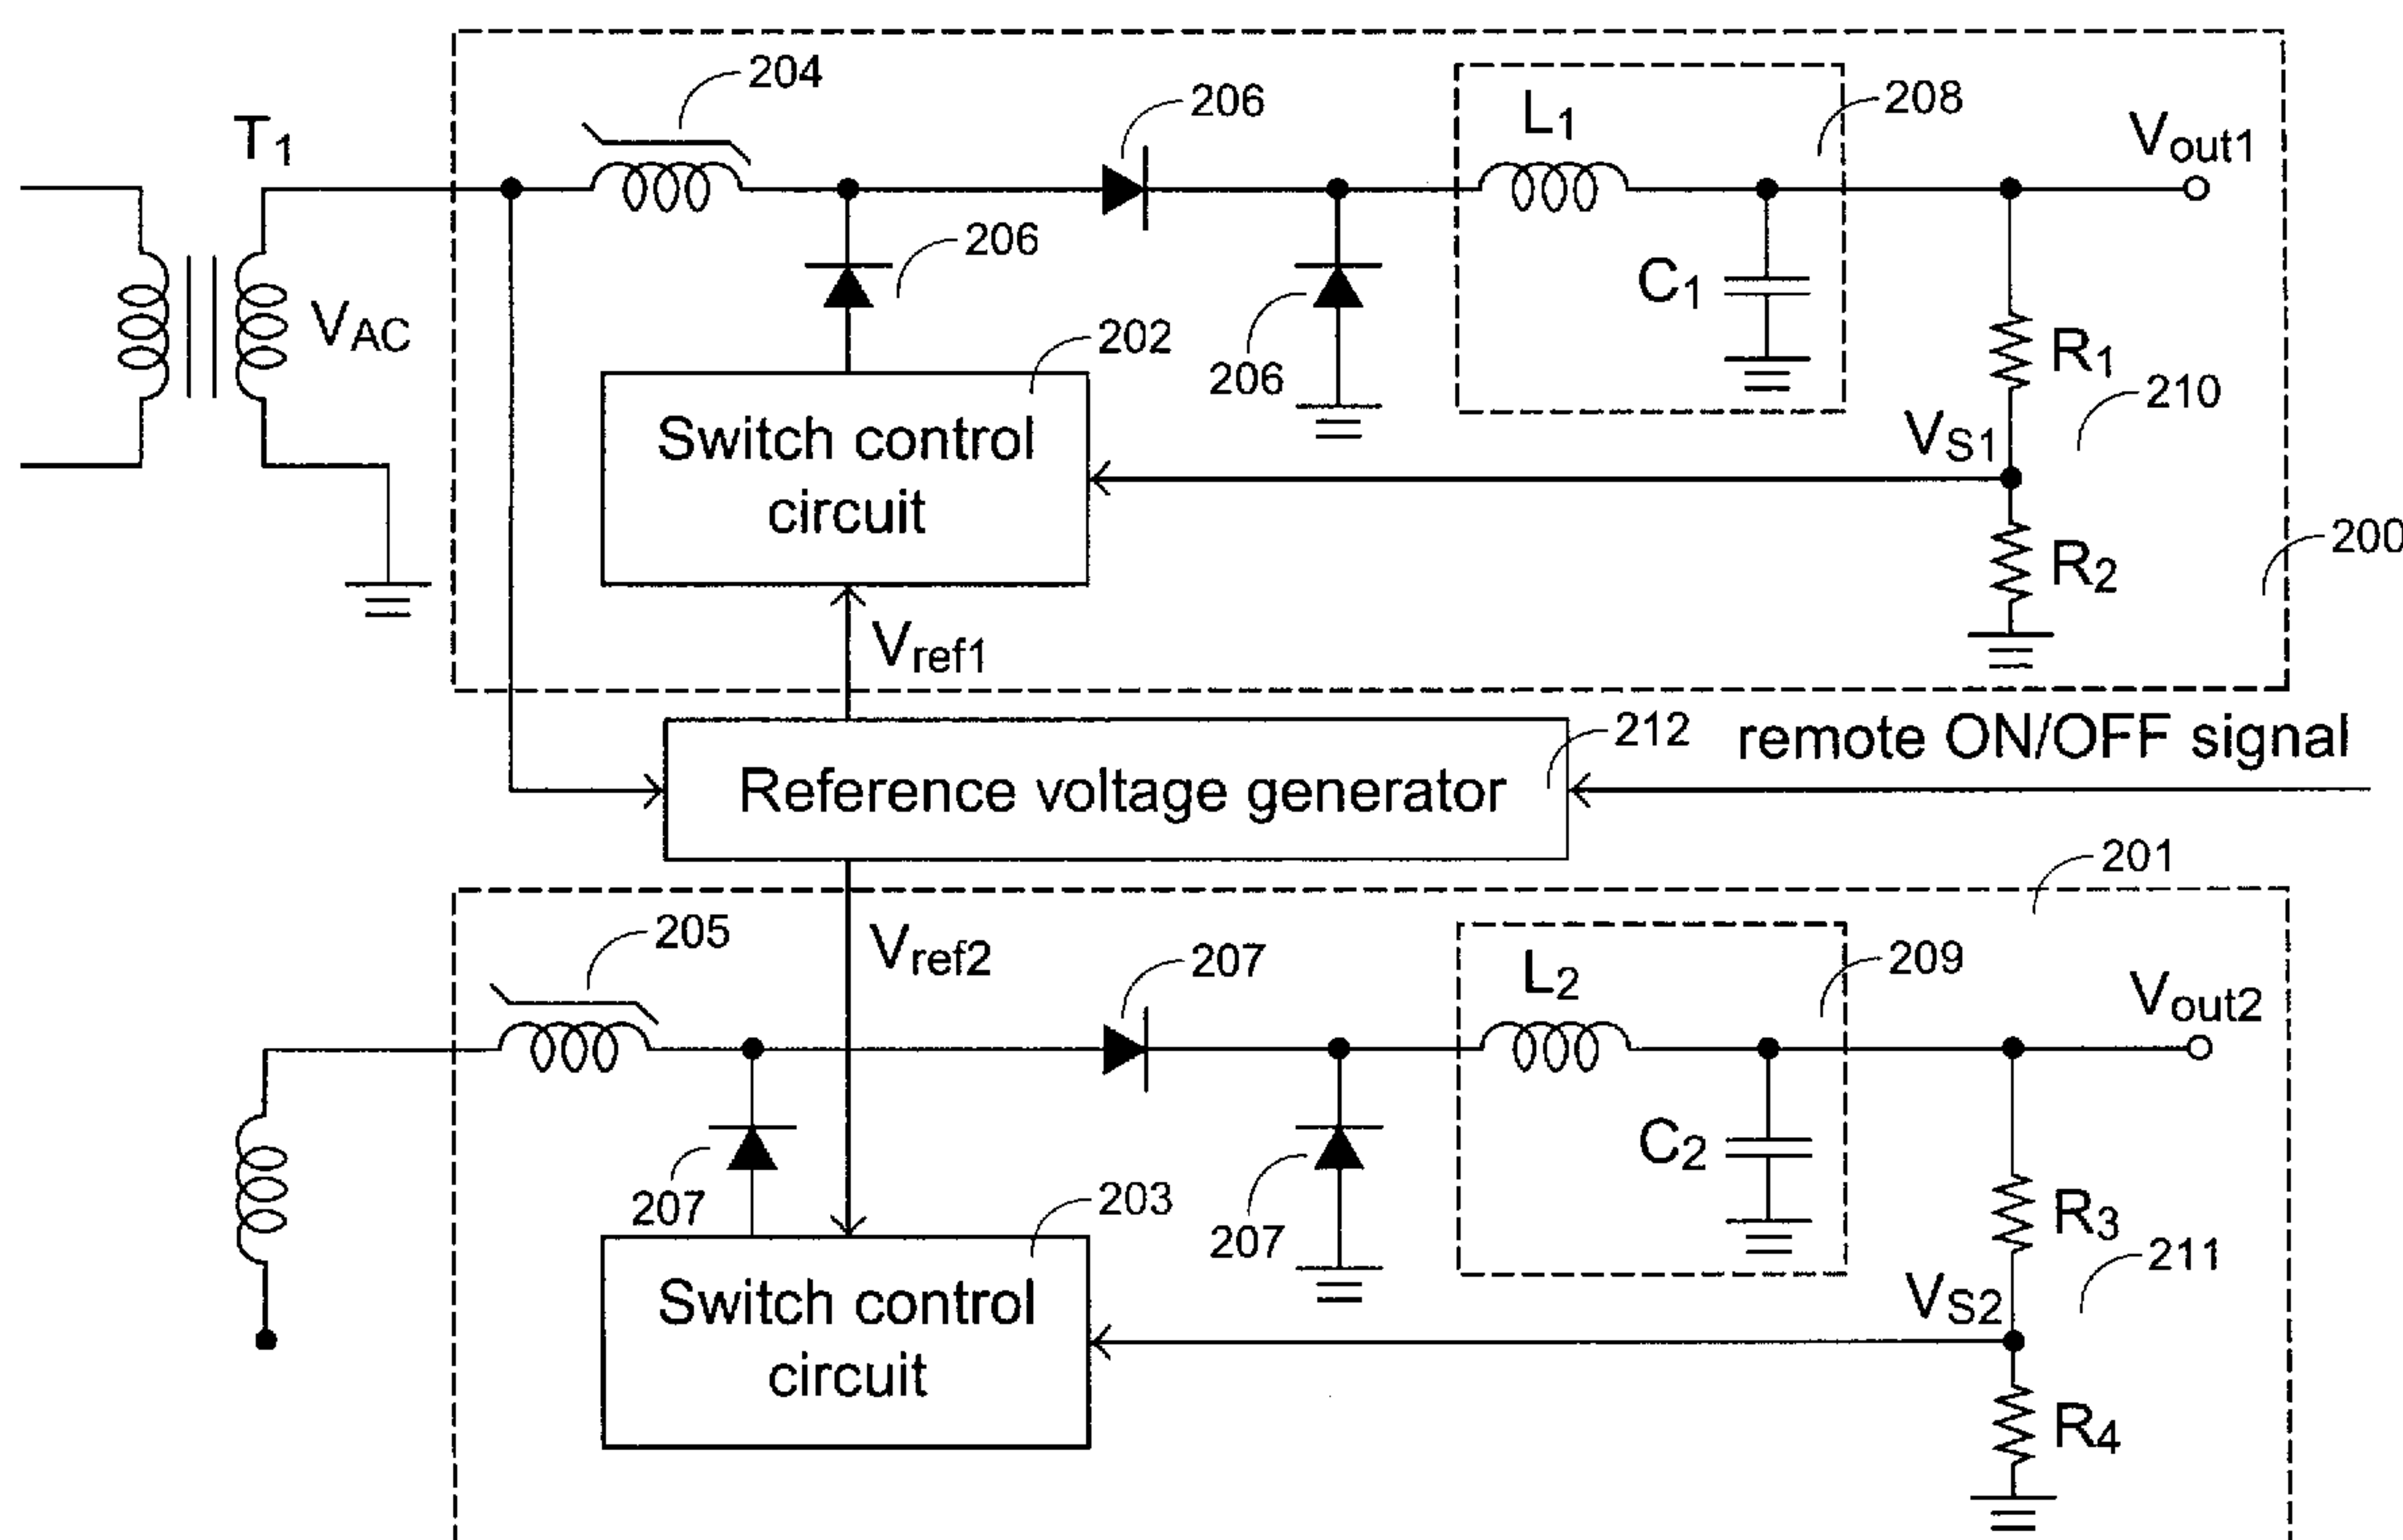 204
T1
206
L1
208
Vout1
206
VAC
C1
202
206
R1
210
Switch control
circuit
VS1
200
R2
Vref1
212
remote ON/OFF signal
Reference voltage generator
201
205
Vref2
207
L2
209
Vout2
C2
207
203
207
R3
211
Switch control
circuit
VS2
R4